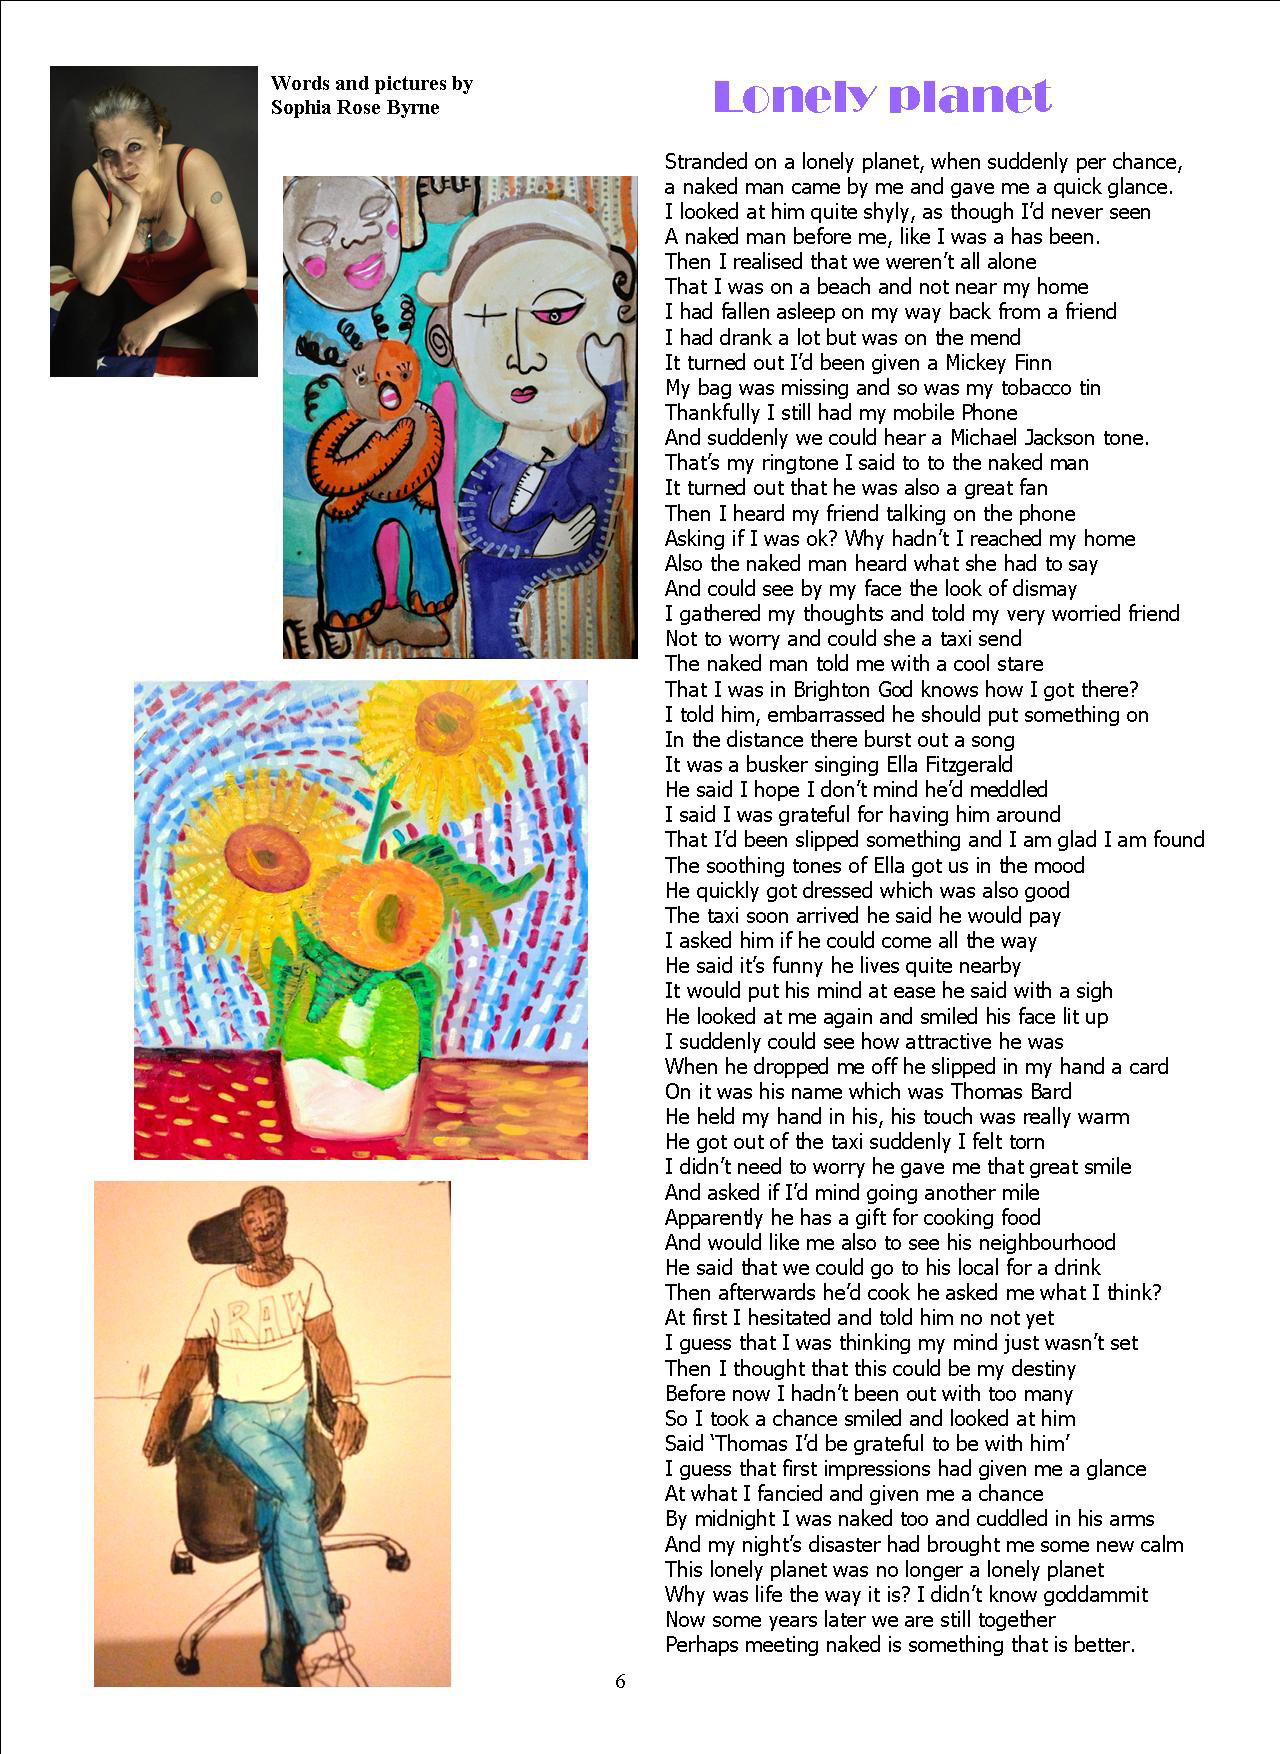 Words and pictures by
Sophia Rose Byrne
Lonely planet
Stranded on a lonely planet, when suddenly per chance,
a naked man came by me and gave me a quick glance.
I looked at him quite shyly, as though I’d never seen
A naked man before me, like I was a has been.
Then I realised that we weren’t all alone
That I was on a beach and not near my home
I had fallen asleep on my way back from a friend
I had drank a lot but was on the mend
It turned out I’d been given a Mickey Finn
My bag was missing and so was my tobacco tin
Thankfully I still had my mobile Phone
And suddenly we could hear a Michael Jackson tone.
That’s my ringtone I said to to the naked man
It turned out that he was also a great fan
Then I heard my friend talking on the phone
Asking if I was ok? Why hadn’t I reached my home
Also the naked man heard what she had to say
And could see by my face the look of dismay
I gathered my thoughts and told my very worried friend
Not to worry and could she a taxi send
The naked man told me with a cool stare
That I was in Brighton God knows how I got there?
I told him, embarrassed he should put something on
In the distance there burst out a song
It was a busker singing Ella Fitzgerald
He said I hope I don’t mind he’d meddled
I said I was grateful for having him around
That I’d been slipped something and I am glad I am found
The soothing tones of Ella got us in the mood
He quickly got dressed which was also good
The taxi soon arrived he said he would pay
I asked him if he could come all the way
He said it’s funny he lives quite nearby
It would put his mind at ease he said with a sigh
He looked at me again and smiled his face lit up
I suddenly could see how attractive he was
When he dropped me off he slipped in my hand a card
On it was his name which was Thomas Bard
He held my hand in his, his touch was really warm
He got out of the taxi suddenly I felt torn
I didn’t need to worry he gave me that great smile
And asked if I’d mind going another mile
Apparently he has a gift for cooking food
And would like me also to see his neighbourhood
He said that we could go to his local for a drink
Then afterwards he’d cook he asked me what I think?
At first I hesitated and told him no not yet
I guess that I was thinking my mind just wasn’t set
Then I thought that this could be my destiny
Before now I hadn’t been out with too many
So I took a chance smiled and looked at him
Said ‘Thomas I’d be grateful to be with him’
I guess that first impressions had given me a glance
At what I fancied and given me a chance
By midnight I was naked too and cuddled in his arms
And my night’s disaster had brought me some new calm
This lonely planet was no longer a lonely planet
Why was life the way it is? I didn’t know goddammit
Now some years later we are still together
Perhaps meeting naked is something that is better.
RAW
6